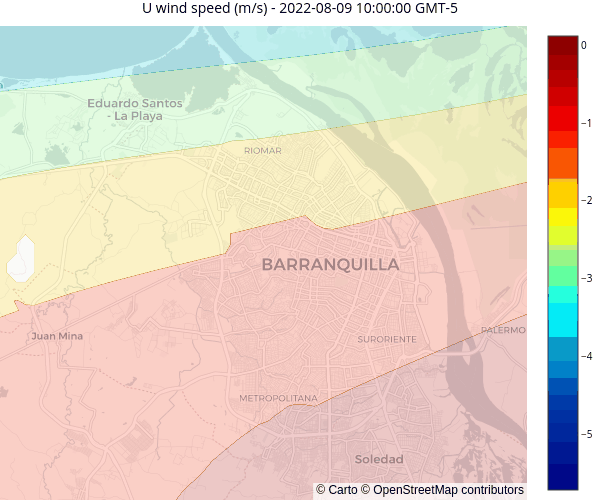 U wind speed (m/s) - 2022-08-09 10:00:00 GMT-5
0
Eduardo Santos
- La Playa
−1
RIOMAR
−2
BARRANQUILLA
−3
PALERMO
Juan Mina
SURORIENTE
−4
METROPOLITANA
−5
Soledad
© Carto © OpenStreetMap contributors